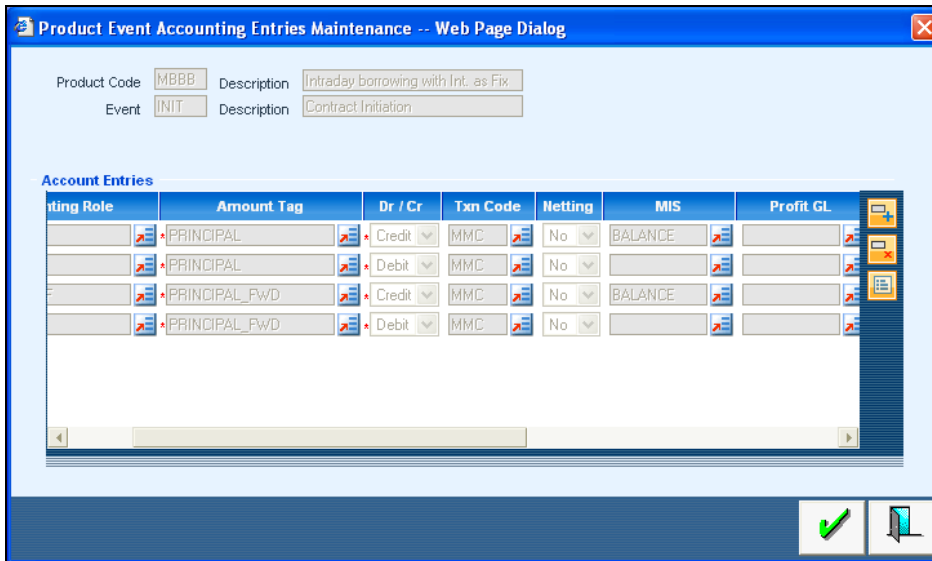 Product Event Accounting Entries Maintenance -- Web Page Dialog
Product Code MBBB Description Intraday borrowing with Int. as Fix
Event INIT Description Contract Initiation
Account Entries
nting Role Amount Tag Dr / Cr Txn Code Netting MIS Profit GL
* PRINCIPAL * Credit MMC No BALANCE
* PRINCIPAL * Debit MMC No
F * PRINCIPAL_FWD * Credit MMC No BALANCE
* PRINCIPAL_FWD * Debit MMC No